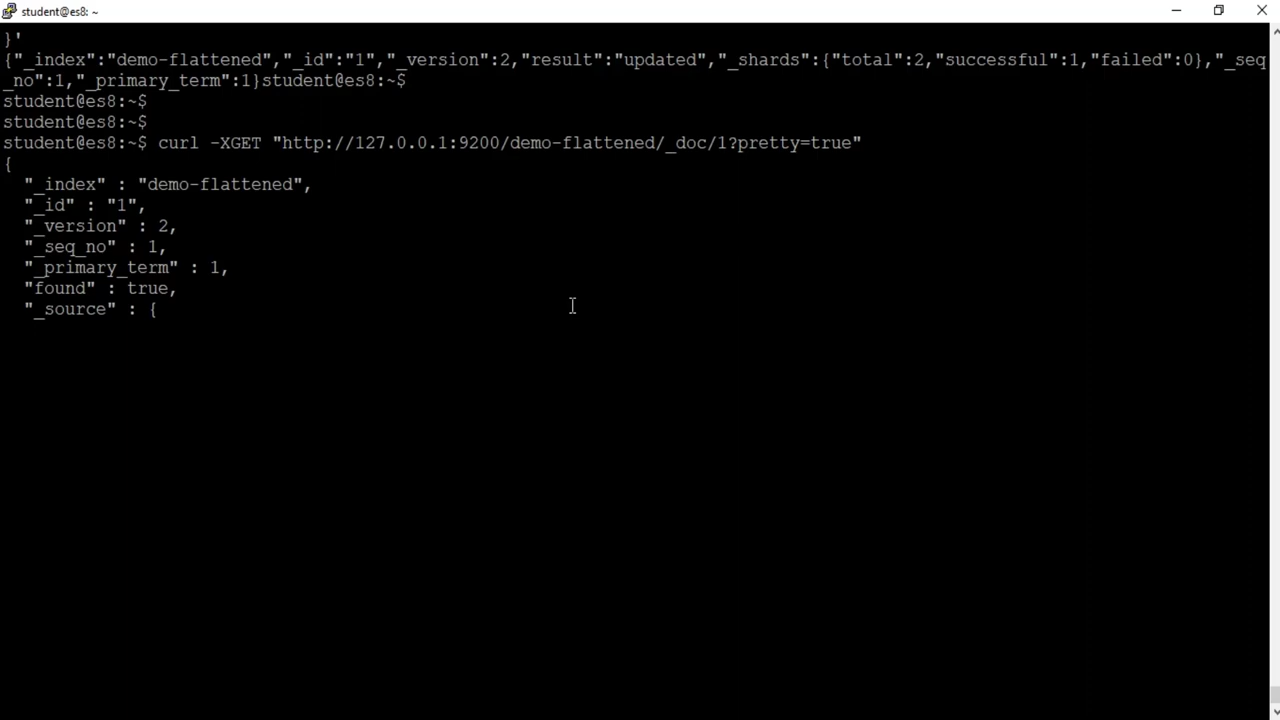 student@es8: ~
}'
{"_index":"demo-flattened","_id":"1","_version":2,"result":"updated","_shards":{"total":2,"successful":1,"failed":0},"_seq
_no":1,"_primary_term":1}student@es8:~$
student@es8:~$
student@es8:~$
student@es8:~$ curl -XGET "http://127.0.0.1:9200/demo-flattened/_doc/1?pretty=true"
{
  "_index" : "demo-flattened",
  "_id" : "1",
  "_version" : 2,
  "_seq_no" : 1,
  "_primary_term" : 1,
  "found" : true,
  "_source" : {